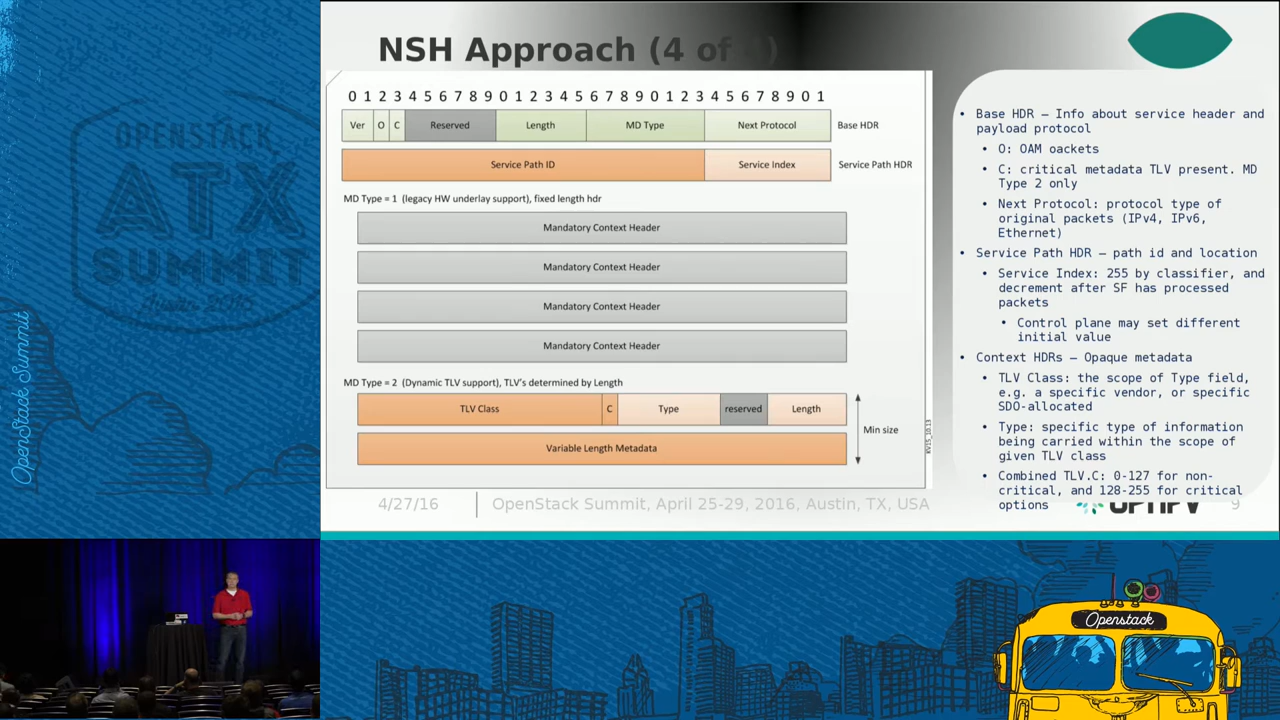 NSH Approach (4 of
0 1 2 3 4 5 6 7 8 9 0 1 2 3 4 5 6 7 8 9 0 1 2 3 4 5 6 7 8 9 0 1
Ver O C Reserved Length MD Type Next Protocol Base HDR
Service Path ID Service Index Service Path HDR
MD Type = 1 (legacy HW underlay support), fixed length hdr
Mandatory Context Header
Mandatory Context Header
Mandatory Context Header
Mandatory Context Header
MD Type = 2 (Dynamic TLV support), TLV's determined by Length
TLV Class C Type reserved Length
Min size
Variable Length Metadata
• Base HDR – Info about service header and
payload protocol
• O: OAM oackets
• C: critical metadata TLV present. MD
Type 2 only
• Next Protocol: protocol type of
original packets (IPv4, IPv6,
Ethernet)
• Service Path HDR – path id and location
• Service Index: 255 by classifier, and
decrement after SF has processed
packets
• Control plane may set different
initial value
• Context HDRs – Opaque metadata
• TLV Class: the scope of Type field,
e.g. a specific vendor, or specific
SDO-allocated
• Type: specific type of information
being carried within the scope of
given TLV class
• Combined TLV.C: 0-127 for non-
critical, and 128-255 for critical
options
4/27/16 OpenStack Summit, April 25-29, 2016, Austin, TX, USA
OPNFV 9
OPENSTACK
ATX
SUMMIT
Austin 2016
OpenStack Summit
Openstack